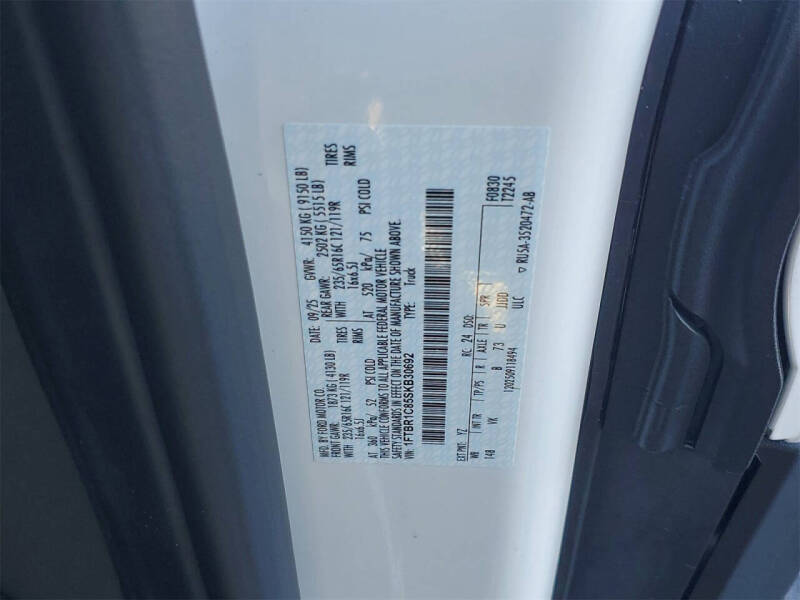 MFD. BY FORD MOTOR CO.
DATE: 09/25 GVWR: 4150 KG ( 9150 LB)
FRONT GAWR: 1873 KG ( 4130 LB) REAR GAWR: 2502 KG ( 5515 LB)
WITH 235/65R16C 121/119R TIRES WITH 235/65R16C 121/119R TIRES
16x6.5J RIMS 16x6.5J RIMS
AT 360 kPa/ 52 PSI COLD AT 520 kPa/ 75 PSI COLD
THIS VEHICLE CONFORMS TO ALL APPLICABLE FEDERAL MOTOR VEHICLE
SAFETY STANDARDS IN EFFECT ON THE DATE OF MANUFACTURE SHOWN ABOVE.
VIN: 1FTBR1C85SKB30692 TYPE: Truck
F0830
T2245
EXT PNT: YZ RC: 24 DSO:
WB INT TR TP/PS R AXLE TR SPR
148 VK B 73 U JJGD
1202509118494 ULC
▽ RU5A-3520472-AB